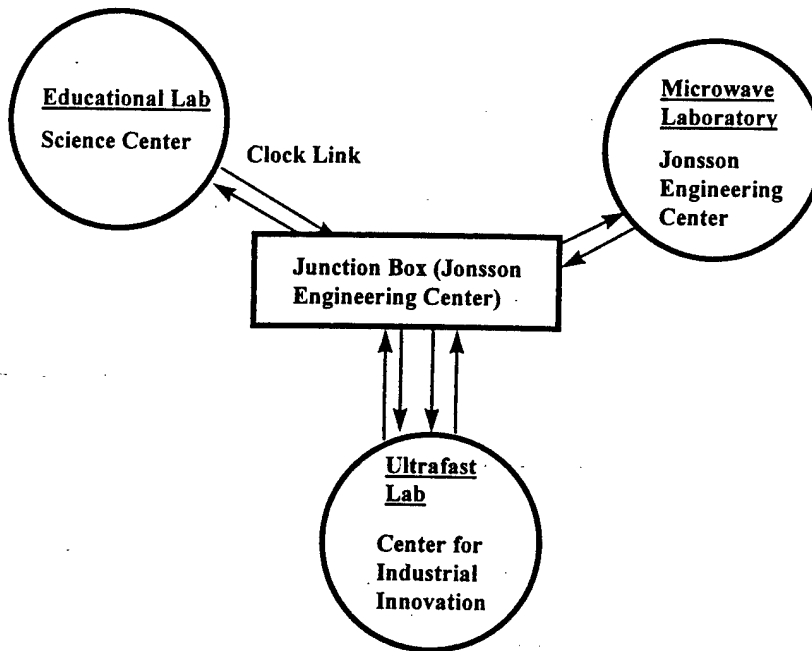 Educational Lab
Science Center
Clock Link
Microwave
Laboratory
Jonsson
Engineering
Center
Junction Box (Jonsson
Engineering Center)
Ultrafast
Lab
Center for
Industrial
Innovation